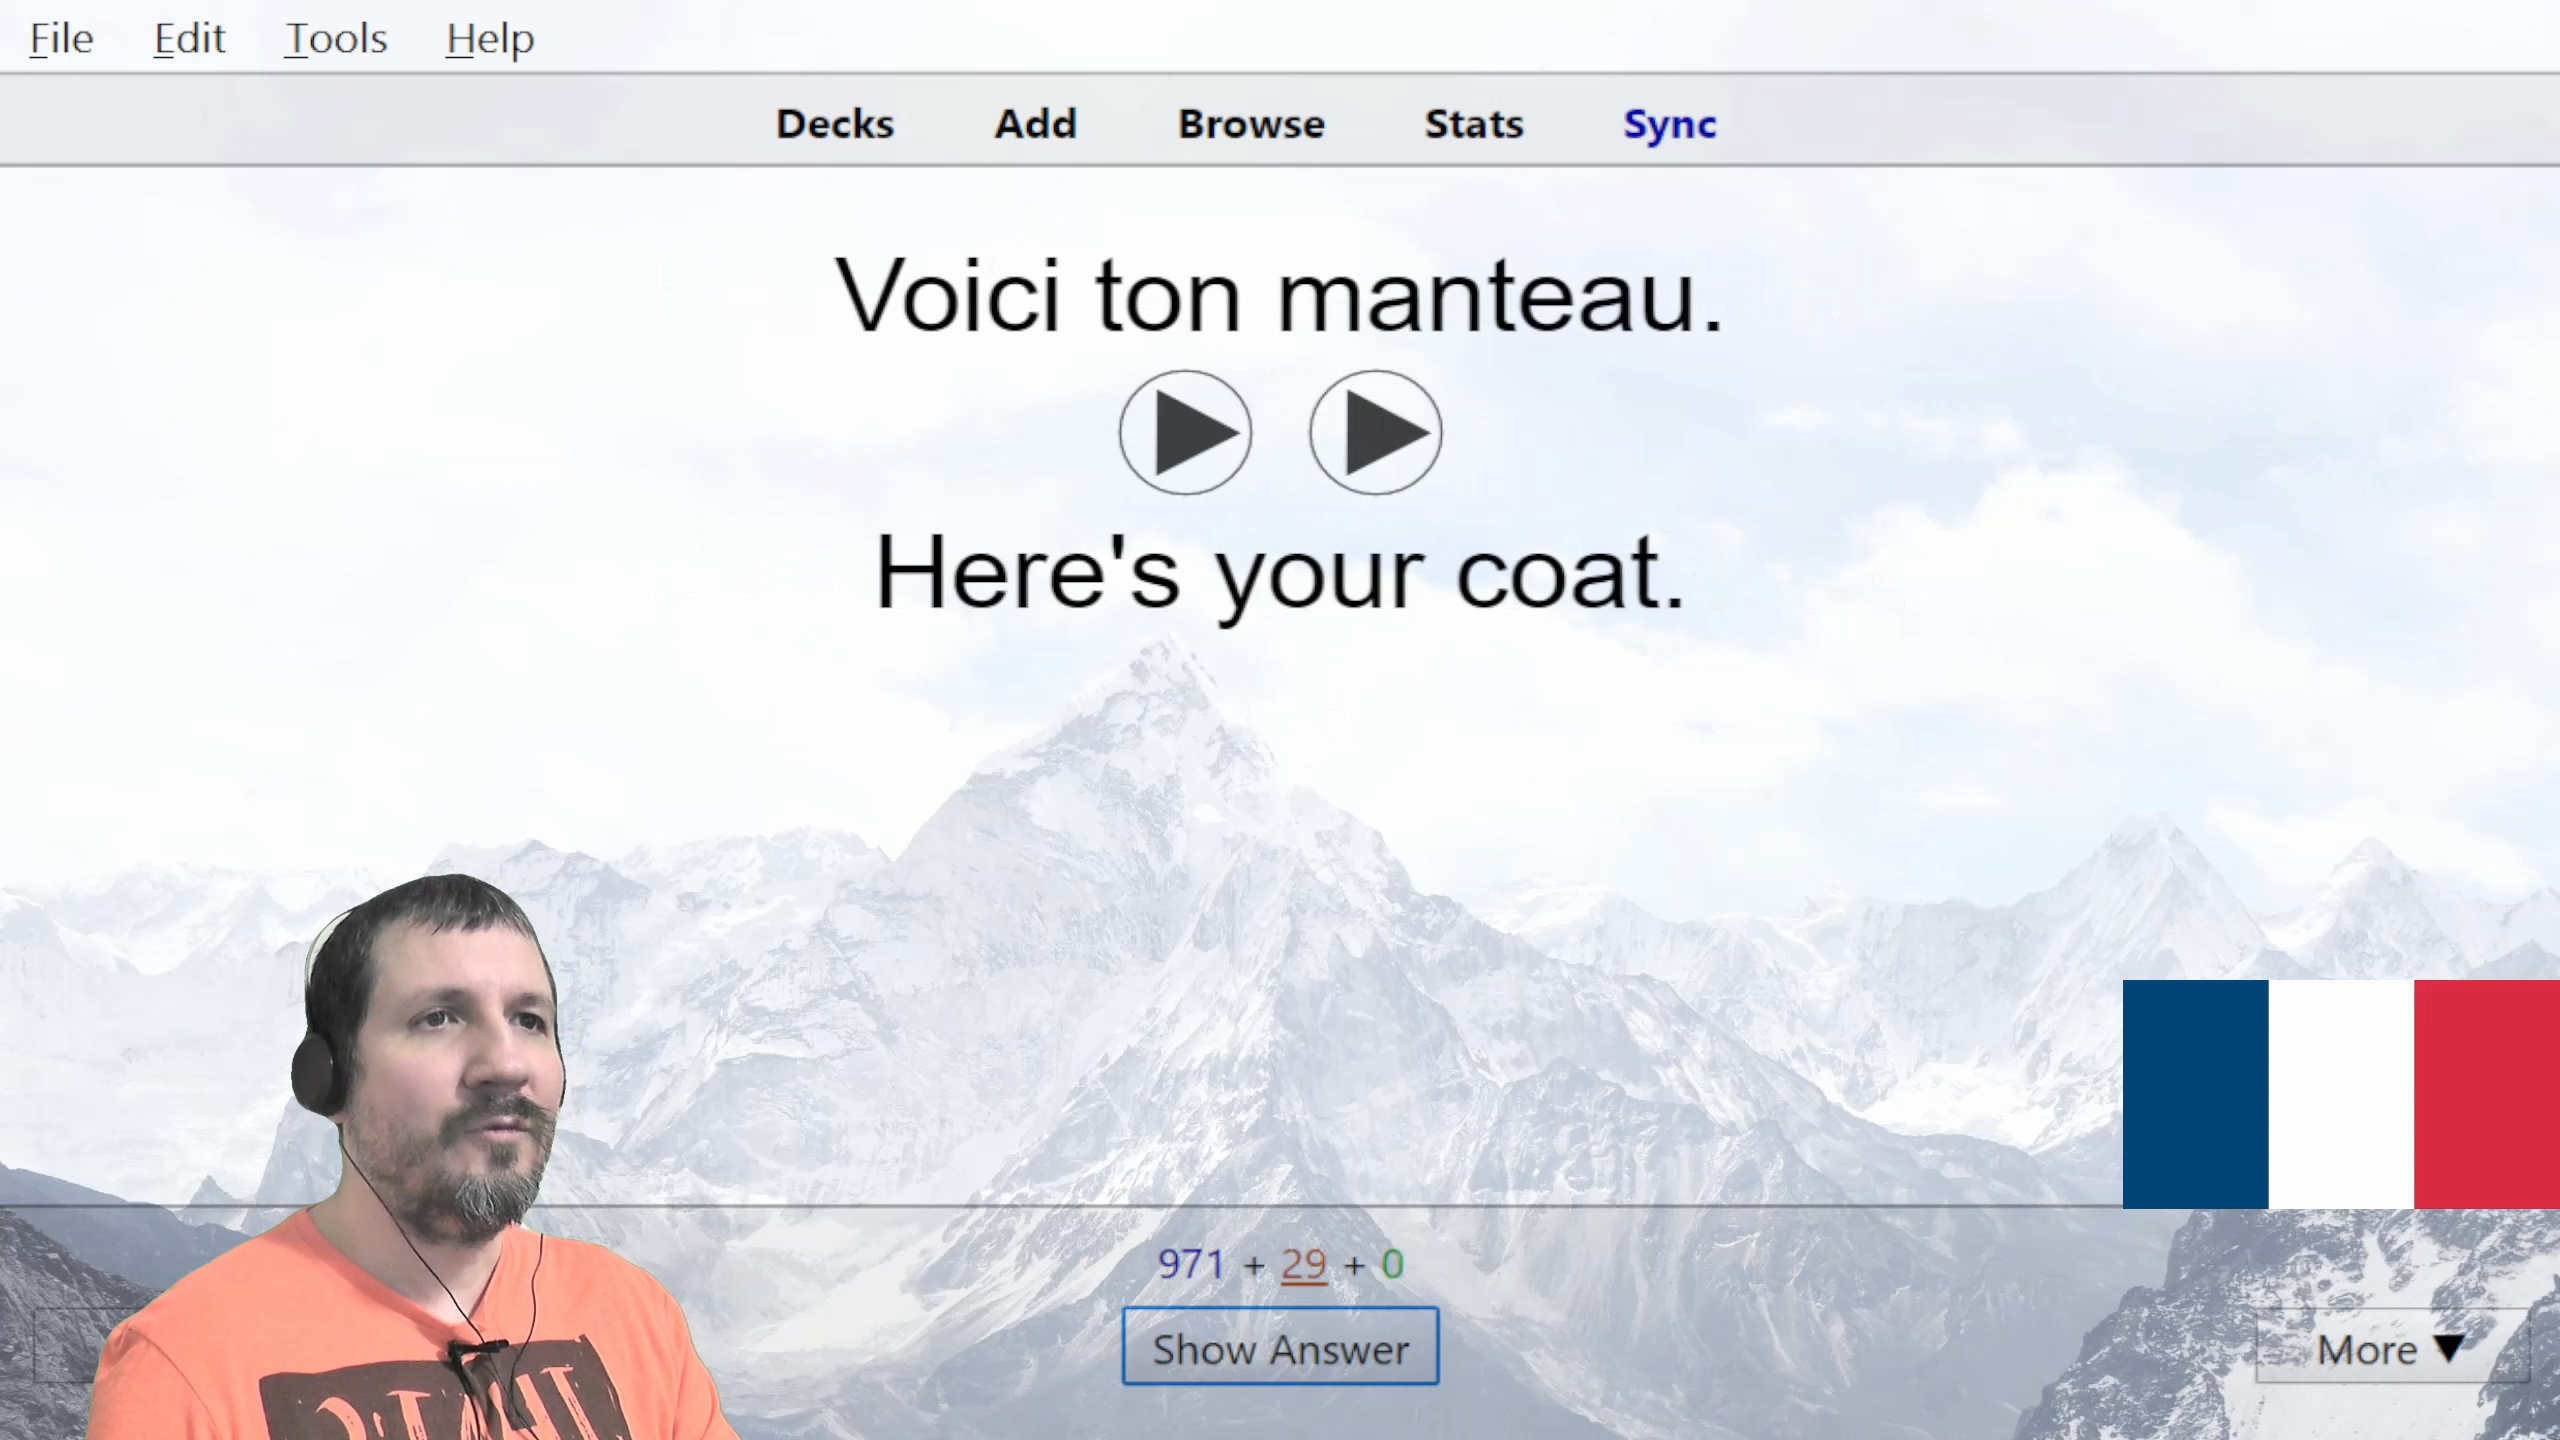 File Edit Tools Help
Decks Add Browse Stats Sync
Voici ton manteau.
Here's your coat.
971 + 29 + 0
Show Answer
More ▼